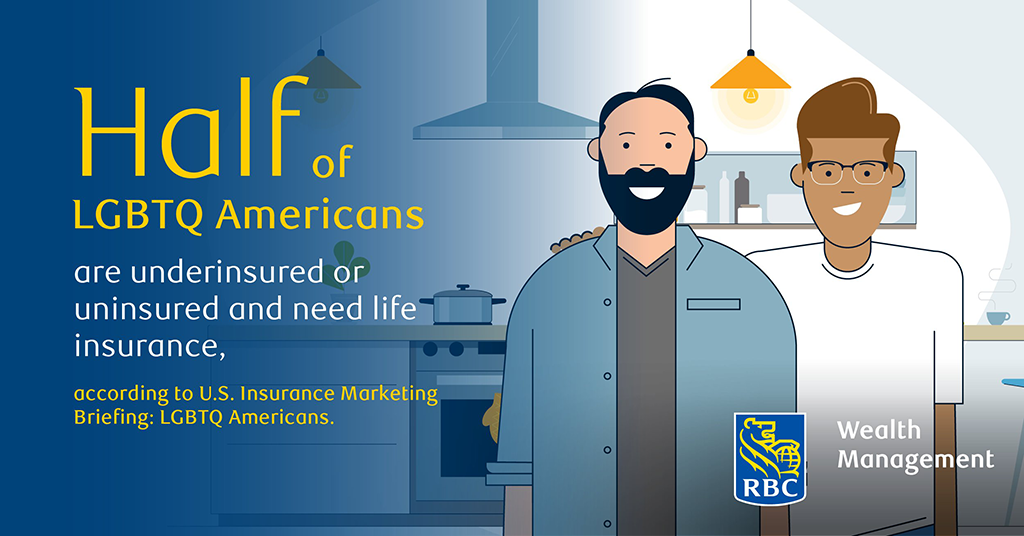 Half of
LGBTQ Americans
are underinsured or
uninsured and need life
insurance,
according to U.S. Insurance Marketing
Briefing: LGBTQ Americans.
RBC
Wealth
Management